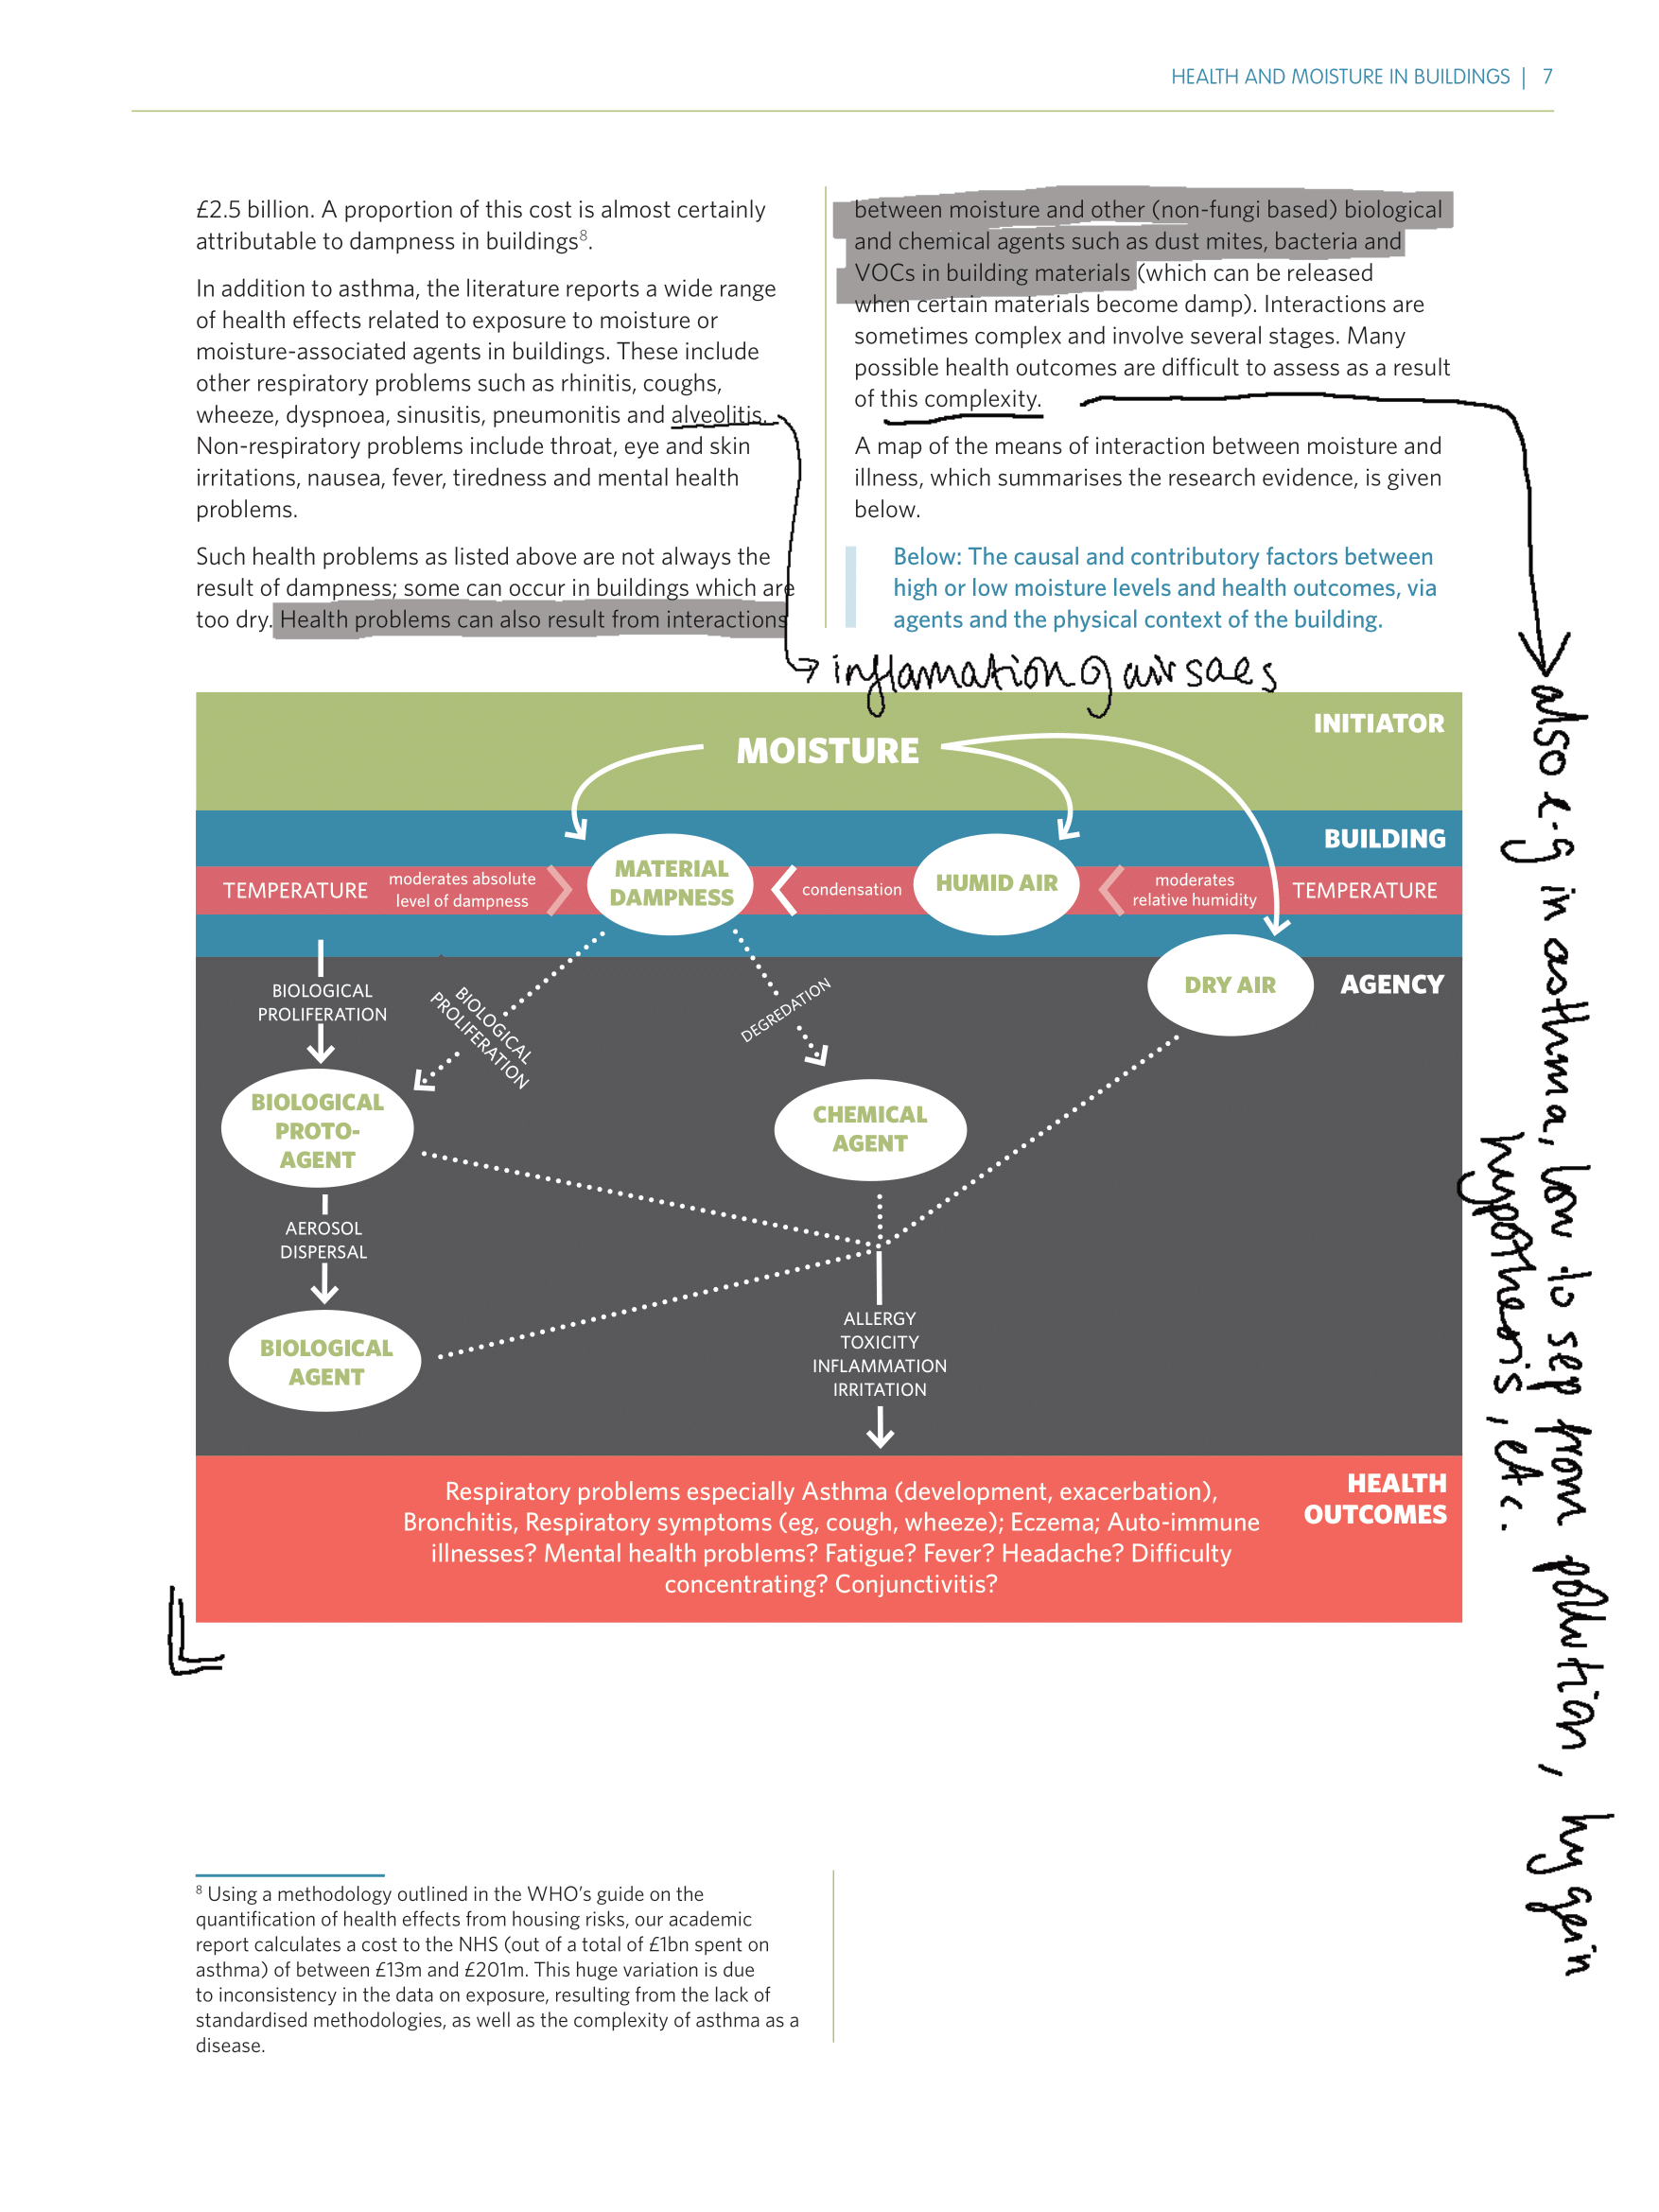 HEALTH AND MOISTURE IN BUILDINGS | 7
£2.5 billion. A proportion of this cost is almost certainly
attributable to dampness in buildings⁸.
In addition to asthma, the literature reports a wide range
of health effects related to exposure to moisture or
moisture-associated agents in buildings. These include
other respiratory problems such as rhinitis, coughs,
wheeze, dyspnoea, sinusitis, pneumonitis and alveolitis.
Non-respiratory problems include throat, eye and skin
irritations, nausea, fever, tiredness and mental health
problems.
Such health problems as listed above are not always the
result of dampness; some can occur in buildings which are
too dry. Health problems can also result from interactions
between moisture and other (non-fungi based) biological
and chemical agents such as dust mites, bacteria and
VOCs in building materials (which can be released
when certain materials become damp). Interactions are
sometimes complex and involve several stages. Many
possible health outcomes are difficult to assess as a result
of this complexity.
A map of the means of interaction between moisture and
illness, which summarises the research evidence, is given
below.
Below: The causal and contributory factors between
high or low moisture levels and health outcomes, via
agents and the physical context of the building.
inflamation of air sacs
also e.g in asthma, how to sep from pollution, hygein
hypothesis, etc.
INITIATOR
MOISTURE
BUILDING
TEMPERATURE
moderates absolute
level of dampness
MATERIAL
DAMPNESS
condensation
HUMID AIR
moderates
relative humidity
TEMPERATURE
DRY AIR
AGENCY
BIOLOGICAL
PROLIFERATION
BIOLOGICAL
PROLIFERATION
DEGREDATION
BIOLOGICAL
PROTO-
AGENT
CHEMICAL
AGENT
AEROSOL
DISPERSAL
BIOLOGICAL
AGENT
ALLERGY
TOXICITY
INFLAMMATION
IRRITATION
HEALTH
OUTCOMES
Respiratory problems especially Asthma (development, exacerbation),
Bronchitis, Respiratory symptoms (eg, cough, wheeze); Eczema; Auto-immune
illnesses? Mental health problems? Fatigue? Fever? Headache? Difficulty
concentrating? Conjunctivitis?
⁸ Using a methodology outlined in the WHO's guide on the
quantification of health effects from housing risks, our academic
report calculates a cost to the NHS (out of a total of £1bn spent on
asthma) of between £13m and £201m. This huge variation is due
to inconsistency in the data on exposure, resulting from the lack of
standardised methodologies, as well as the complexity of asthma as a
disease.